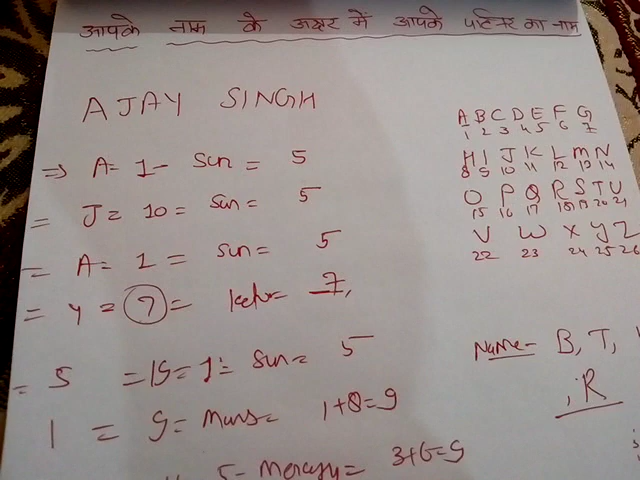 आपके नाम के अक्षर में आपके पार्टनर का नाम
AJAY SINGH
⇒ A = 1 - Sun = 5
= J = 10 = Sun = 5
= A = 1 = Sun = 5
= Y = 7 = ketu = 7,
= S = 1S = 1 = Sun = 5
I = 9 = Mars = 1+8=9
5 - Mercury = 3+6=9
A B C D E F G
1 2 3 4 5 6 7
H I J K L M N
8 9 10 11 12 13 14
O P Q R S T U
15 16 17 18 19 20 21
V W X Y Z
22 23 24 25 26
Name - B, T,
, R